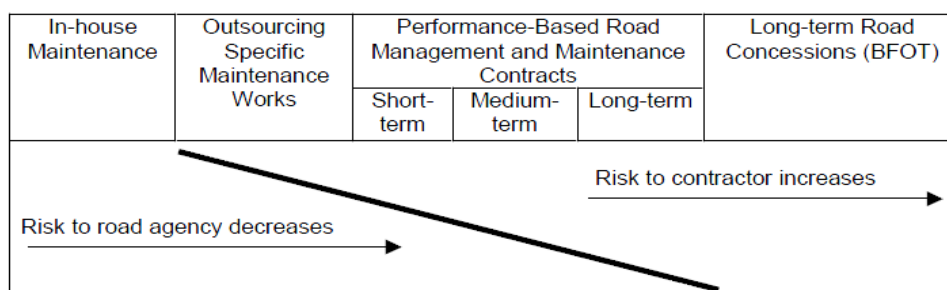 In-house
Maintenance
Outsourcing
Specific
Maintenance
Works
Performance-Based Road
Management and Maintenance
Contracts
Short-
term
Medium-
term
Long-term
Long-term Road
Concessions (BFOT)
Risk to contractor increases
Risk to road agency decreases